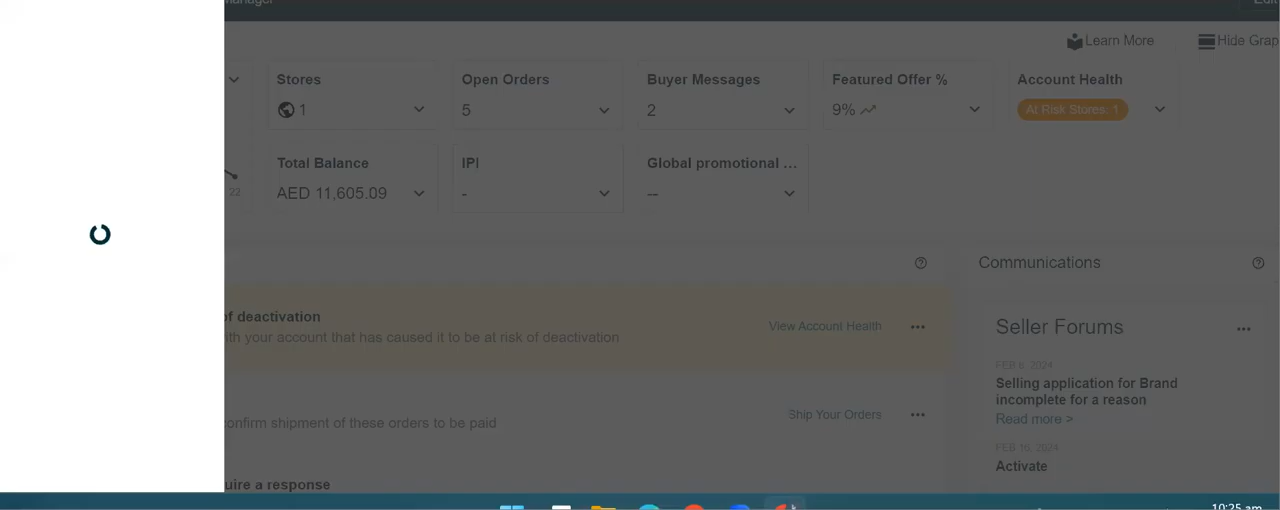 Learn More
Hide Grap
Stores
1
Open Orders
5
Buyer Messages
2
Featured Offer %
9%
Account Health
At Risk Stores: 1
Total Balance
AED 11,605.09
IPI
-
Global promotional ...
--
22
Communications
of deactivation
ith your account that has caused it to be at risk of deactivation
View Account Health
confirm shipment of these orders to be paid
Ship Your Orders
uire a response
Seller Forums
FEB 6, 2024
Selling application for Brand
incomplete for a reason
Read more >
FEB 16, 2024
Activate
10:25 am